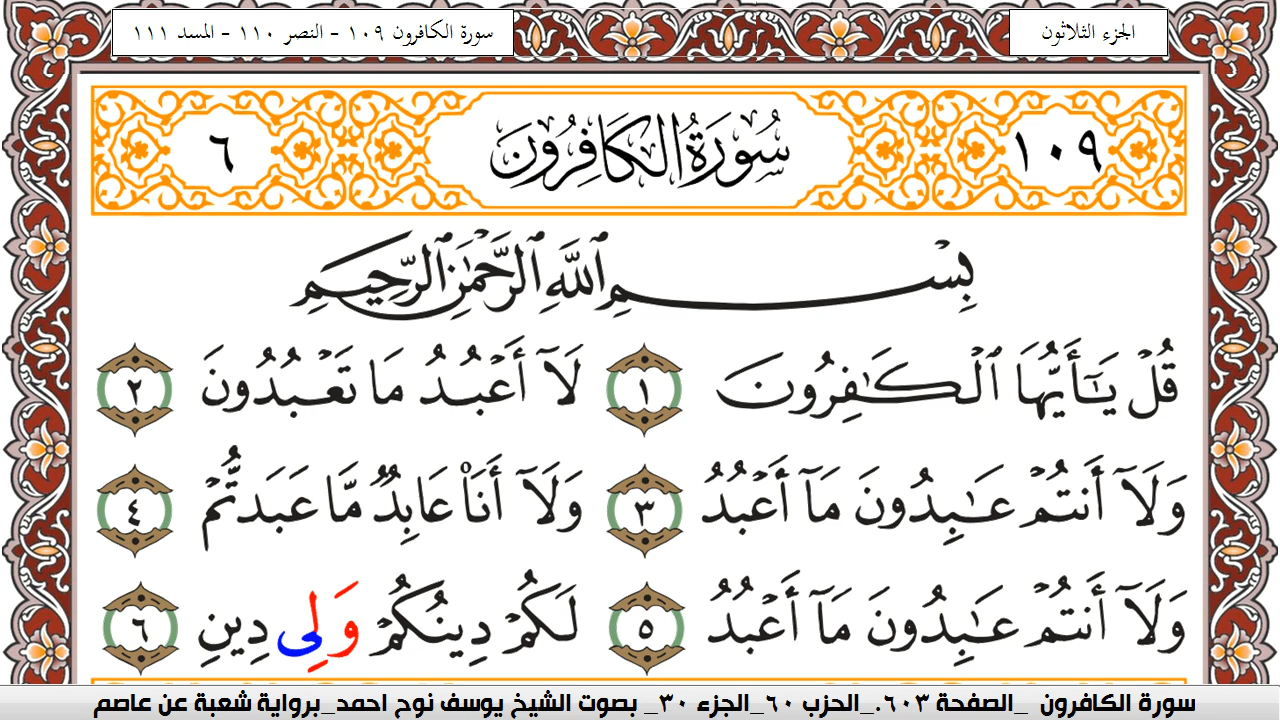 الجزء الثلاثون
سورة الكافرون ١٠٩ - النصر ١١٠ - المسد ١١١
١٠٩ سُورَةُ الكَافِرُونَ ٦
بِسْمِ ٱللَّهِ ٱلرَّحْمَٰنِ ٱلرَّحِيمِ
قُلْ يَٰٓأَيُّهَا ٱلْكَٰفِرُونَ ١ لَآ أَعْبُدُ مَا تَعْبُدُونَ ٢
وَلَآ أَنتُمْ عَٰبِدُونَ مَآ أَعْبُدُ ٣ وَلَآ أَنَا۠ عَابِدٌ مَّا عَبَدتُّمْ ٤
وَلَآ أَنتُمْ عَٰبِدُونَ مَآ أَعْبُدُ ٥ لَكُمْ دِينُكُمْ وَلِى دِينِ ٦
سورة الكافرون _الصفحة ٦٠٣._الحزب ٦٠_الجزء ٣٠_ بصوت الشيخ يوسف نوح احمد_برواية شعبة عن عاصم